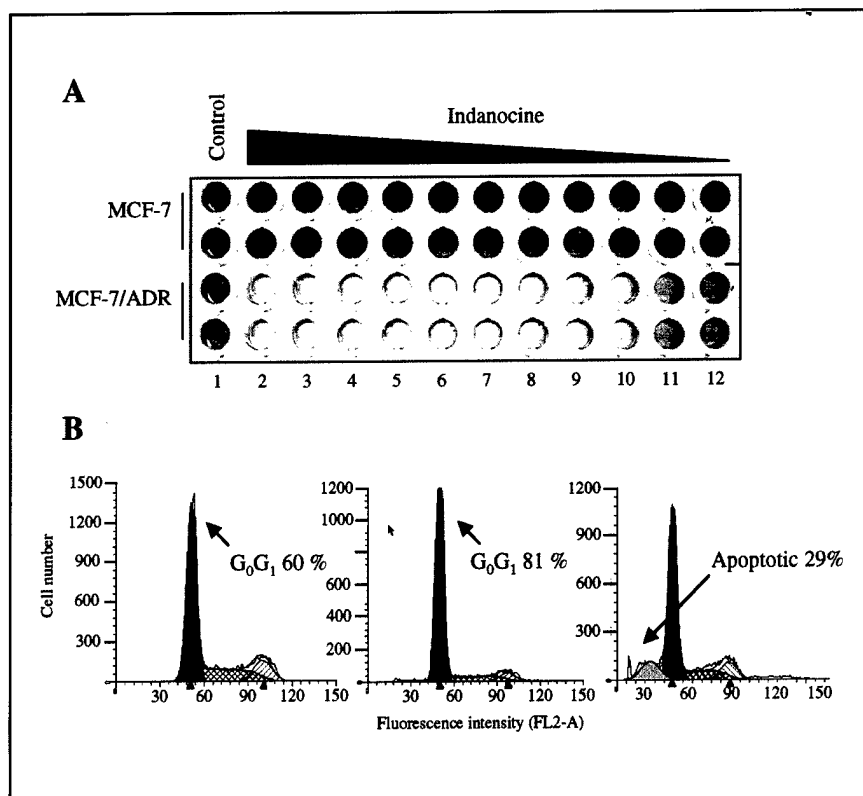 A
Control
Indanocine
MCF-7
MCF-7/ADR
1 2 3 4 5 6 7 8 9 10 11 12
B
Cell number
1500
1200
900
600
300
G₀G₁ 60 %
30 60 90 120 150
1200
1000
600
400
200
0
G₀G₁ 81 %
30 60 90 120 150
1200
900
600
300
0
Apoptotic 29%
30 60 90 120 150
Fluorescence intensity (FL2-A)